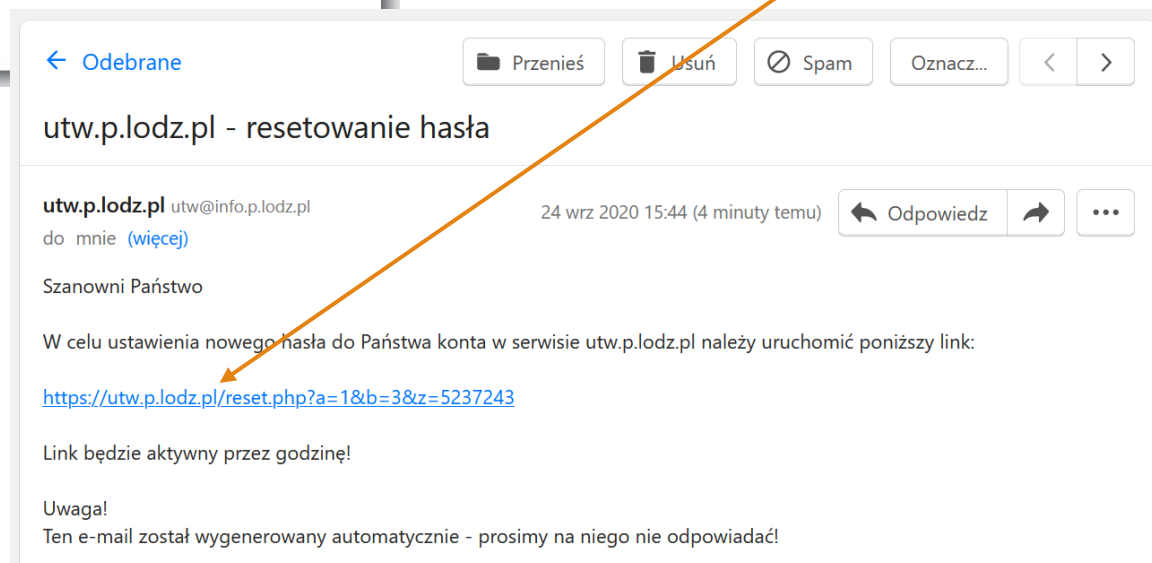 Odebrane
Przenieś
Usuń
Spam
Oznacz...
utw.p.lodz.pl - resetowanie hasła
utw.p.lodz.pl utw@info.p.lodz.pl
24 wrz 2020 15:44 (4 minuty temu)
Odpowiedz
do mnie (więcej)
Szanowni Państwo
W celu ustawienia nowego hasła do Państwa konta w serwisie utw.p.lodz.pl należy uruchomić poniższy link:
https://utw.p.lodz.pl/reset.php?a=1&b=3&z=5237243
Link będzie aktywny przez godzinę!
Uwaga!
Ten e-mail został wygenerowany automatycznie - prosimy na niego nie odpowiadać!